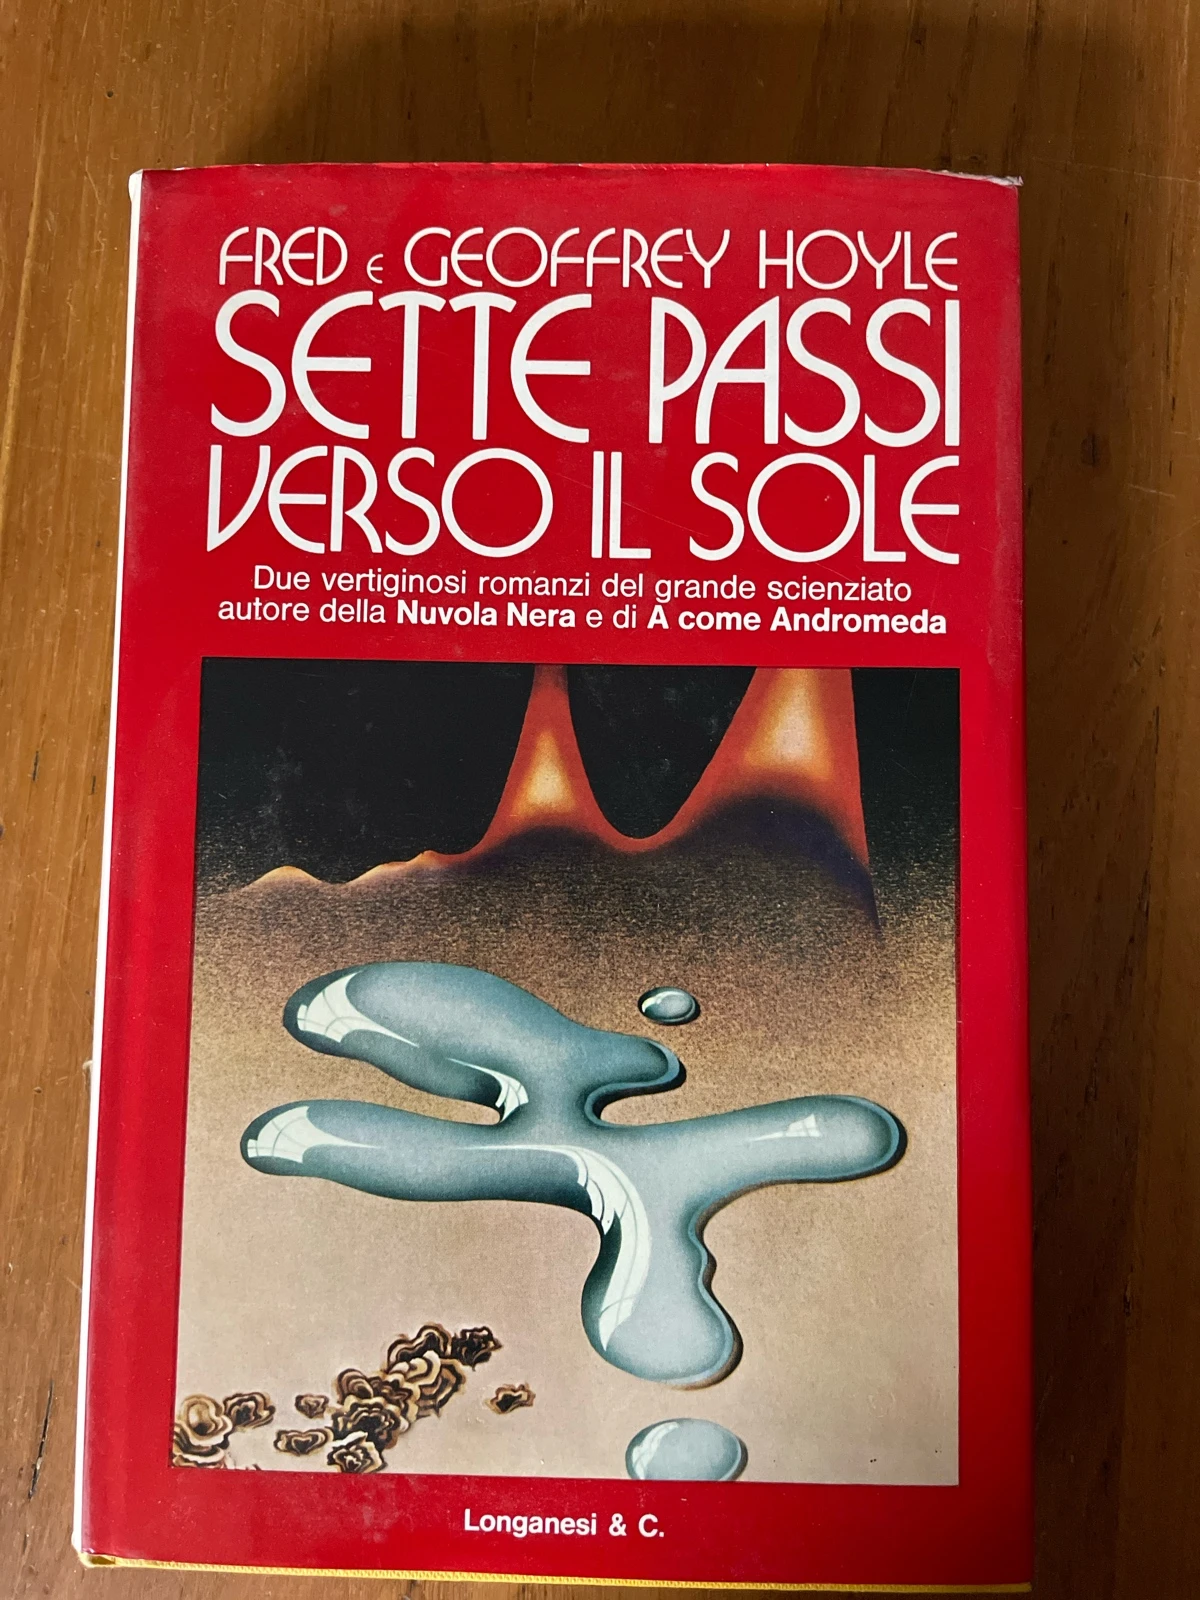 FRED E GEOFFREY HOYLE
SETTE PASSI
VERSO IL SOLE
Due vertiginosi romanzi del grande scienziato
autore della Nuvola Nera e di A come Andromeda
Longanesi & C.